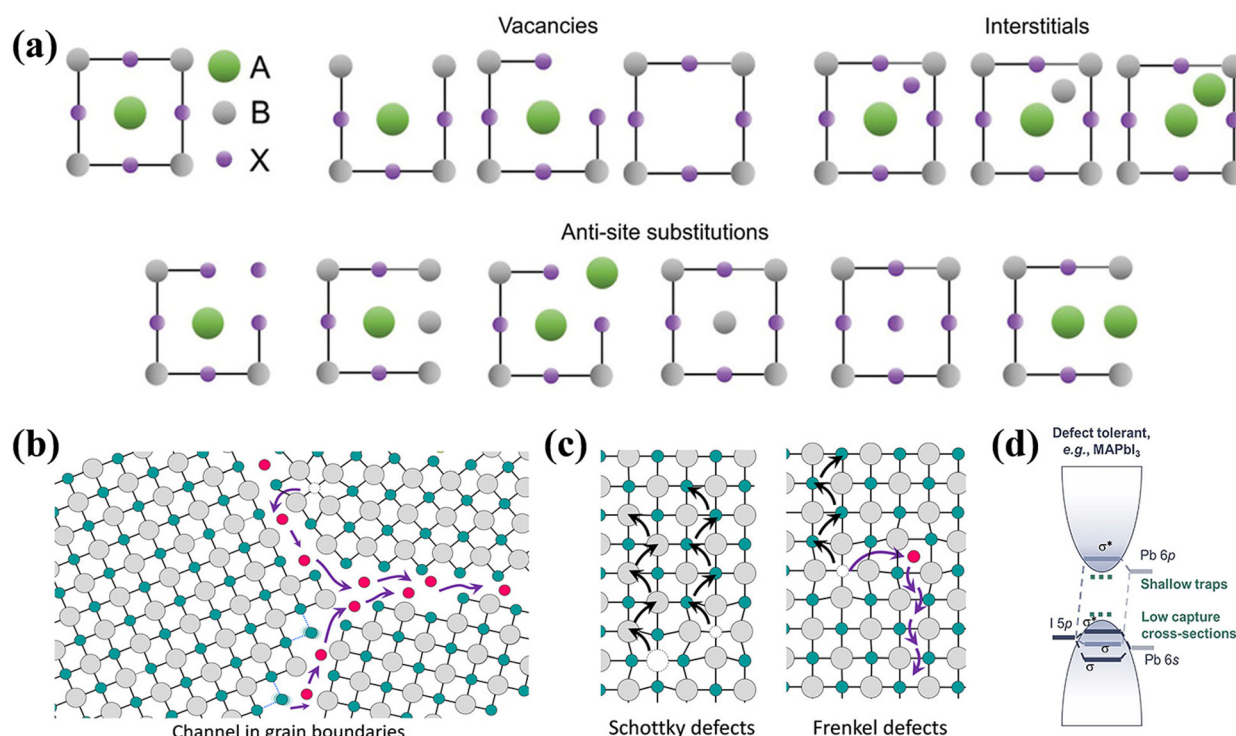 (a)
A
B
X
Vacancies
Interstitials
Anti-site substitutions
(b)
Channel in grain boundaries
(c)
Schottky defects
Frenkel defects
(d)
Defect tolerant,
e.g., MAPbI₃
σ*
Pb 6p
Shallow traps
Low capture
cross-sections
I 5p
σ*
σ
Pb 6s
σ